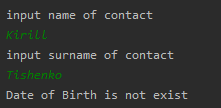 input name of contact
Kirill
input surname of contact
Tishenko
Date of Birth is not exist